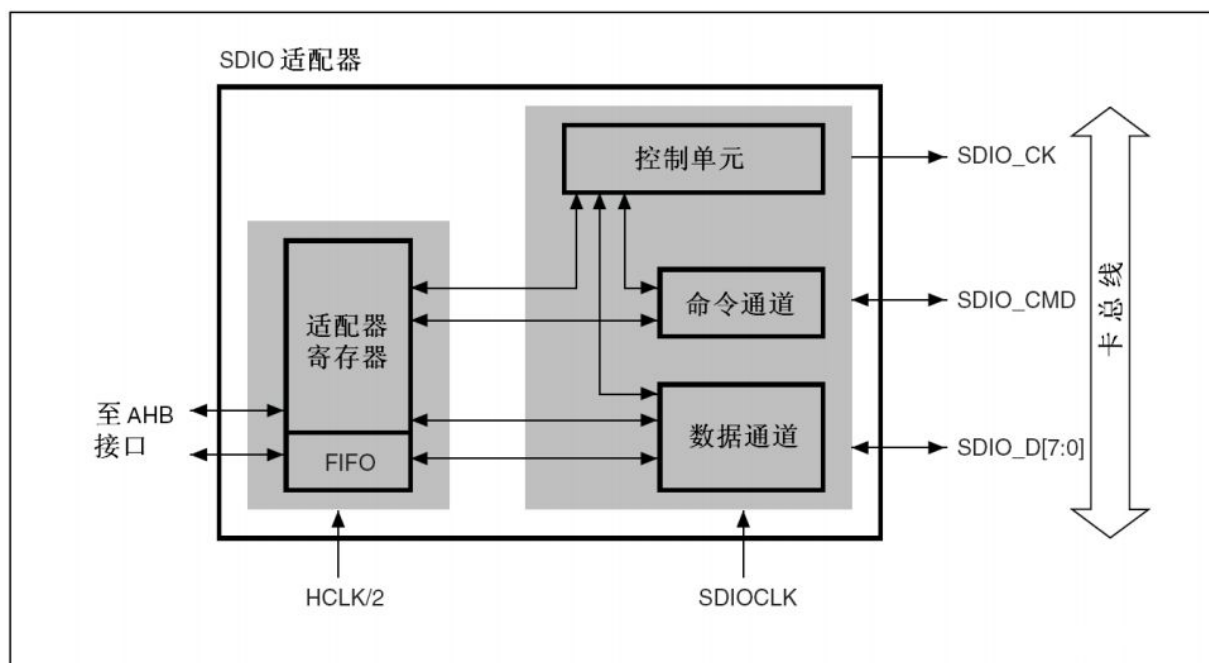 SDIO 适配器
控制单元
SDIO_CK
命令通道
SDIO_CMD
适配器
寄存器
至 AHB
接口
FIFO
数据通道
SDIO_D[7:0]
卡总线
HCLK/2
SDIOCLK